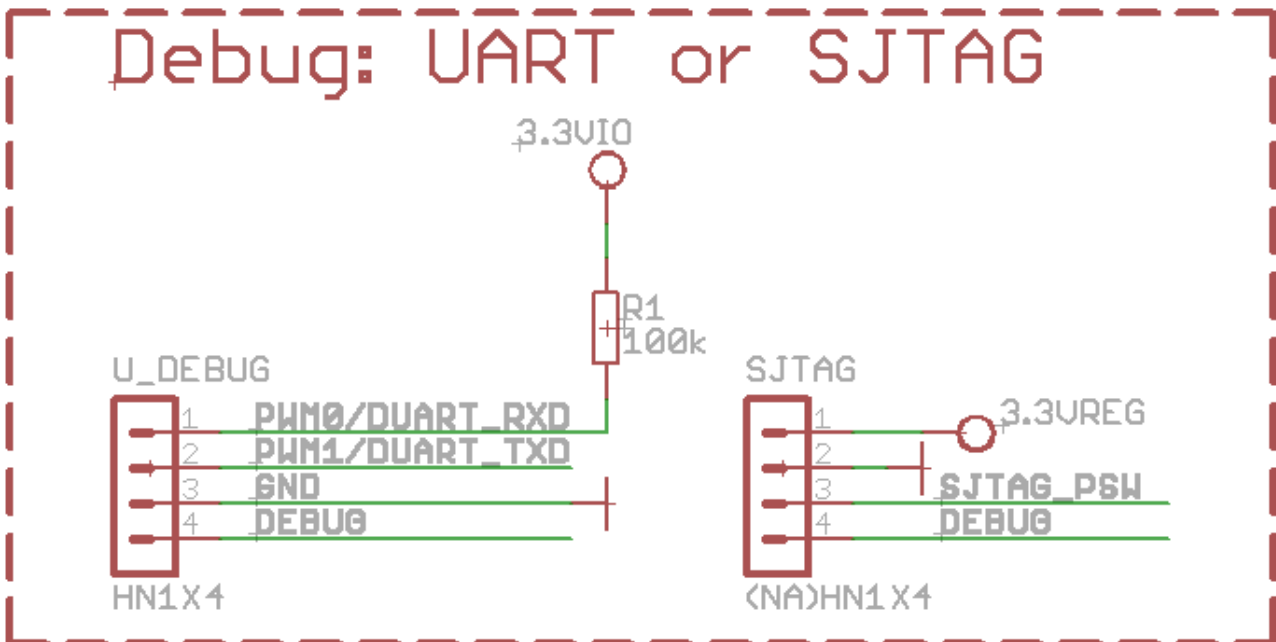 Debug: UART or SJTAG
3.3VIO
R1
100k
U_DEBUG
1 PWM0/DUART_RXD
2 PWM1/DUART_TXD
3 GND
4 DEBUG
HN1X4
SJTAG
1 3.3VREG
2
3 SJTAG_PSW
4 DEBUG
(NA)HN1X4